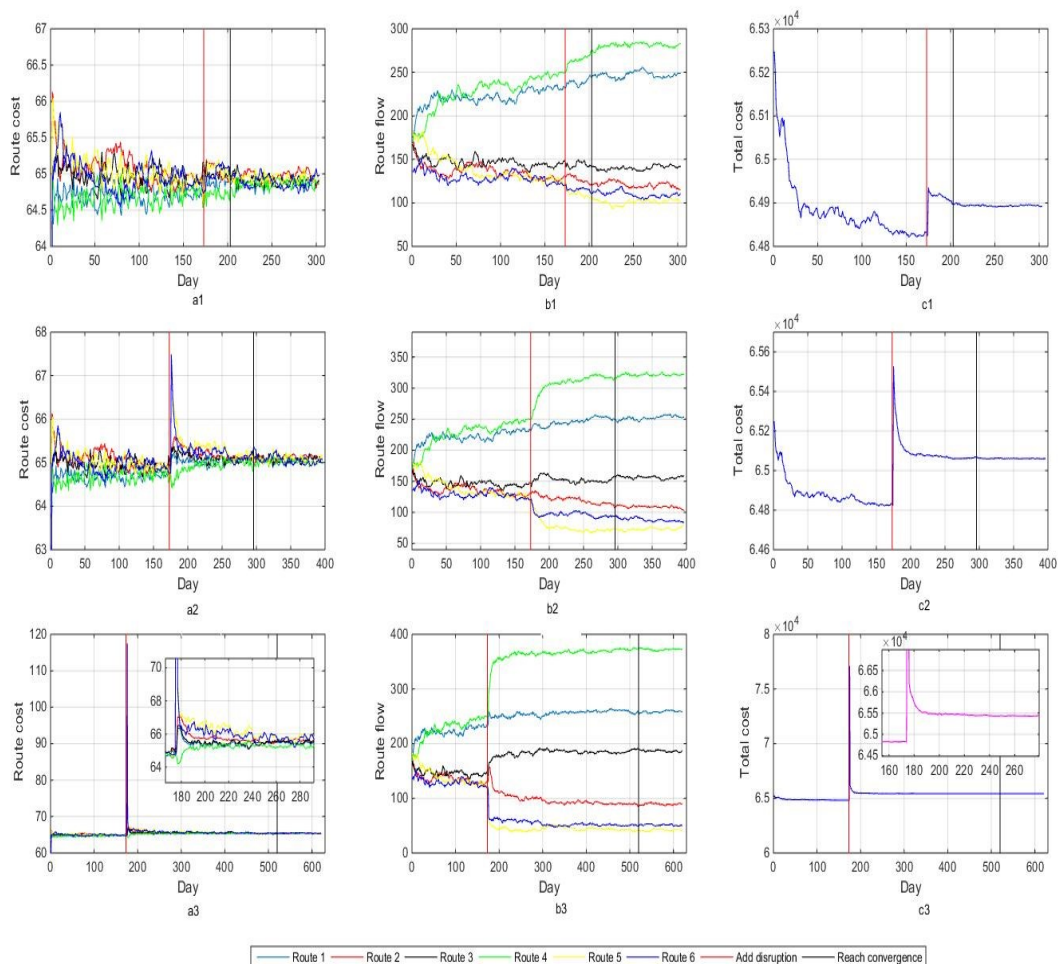 67
66.5
66
65.5
65
64.5
64
Route cost
0 50 100 150 200 250 300
Day
a1
300
250
200
150
100
50
Route flow
0 50 100 150 200 250 300
Day
b1
×10⁴
6.53
6.52
6.51
6.5
6.49
6.48
Total cost
0 50 100 150 200 250 300
Day
c1
68
67
66
65
64
63
Route cost
0 50 100 150 200 250 300 350 400
Day
a2
350
300
250
200
150
100
50
Route flow
0 50 100 150 200 250 300 350 400
Day
b2
×10⁴
6.56
6.54
6.52
6.5
6.48
6.46
Total cost
0 50 100 150 200 250 300 350 400
Day
c2
120
110
100
90
80
70
60
Route cost
70
68
66
64
180 200 220 240 260 280
0 100 200 300 400 500 600
Day
a3
400
300
200
100
0
Route flow
0 100 200 300 400 500 600
Day
b3
×10⁴
8
7.5
7
6.5
6
Total cost
×10⁴
6.65
6.6
6.55
6.5
6.45
160 180 200 220 240 260
0 100 200 300 400 500 600
Day
c3
Route 1 Route 2 Route 3 Route 4 Route 5 Route 6 Add disruption Reach convergence